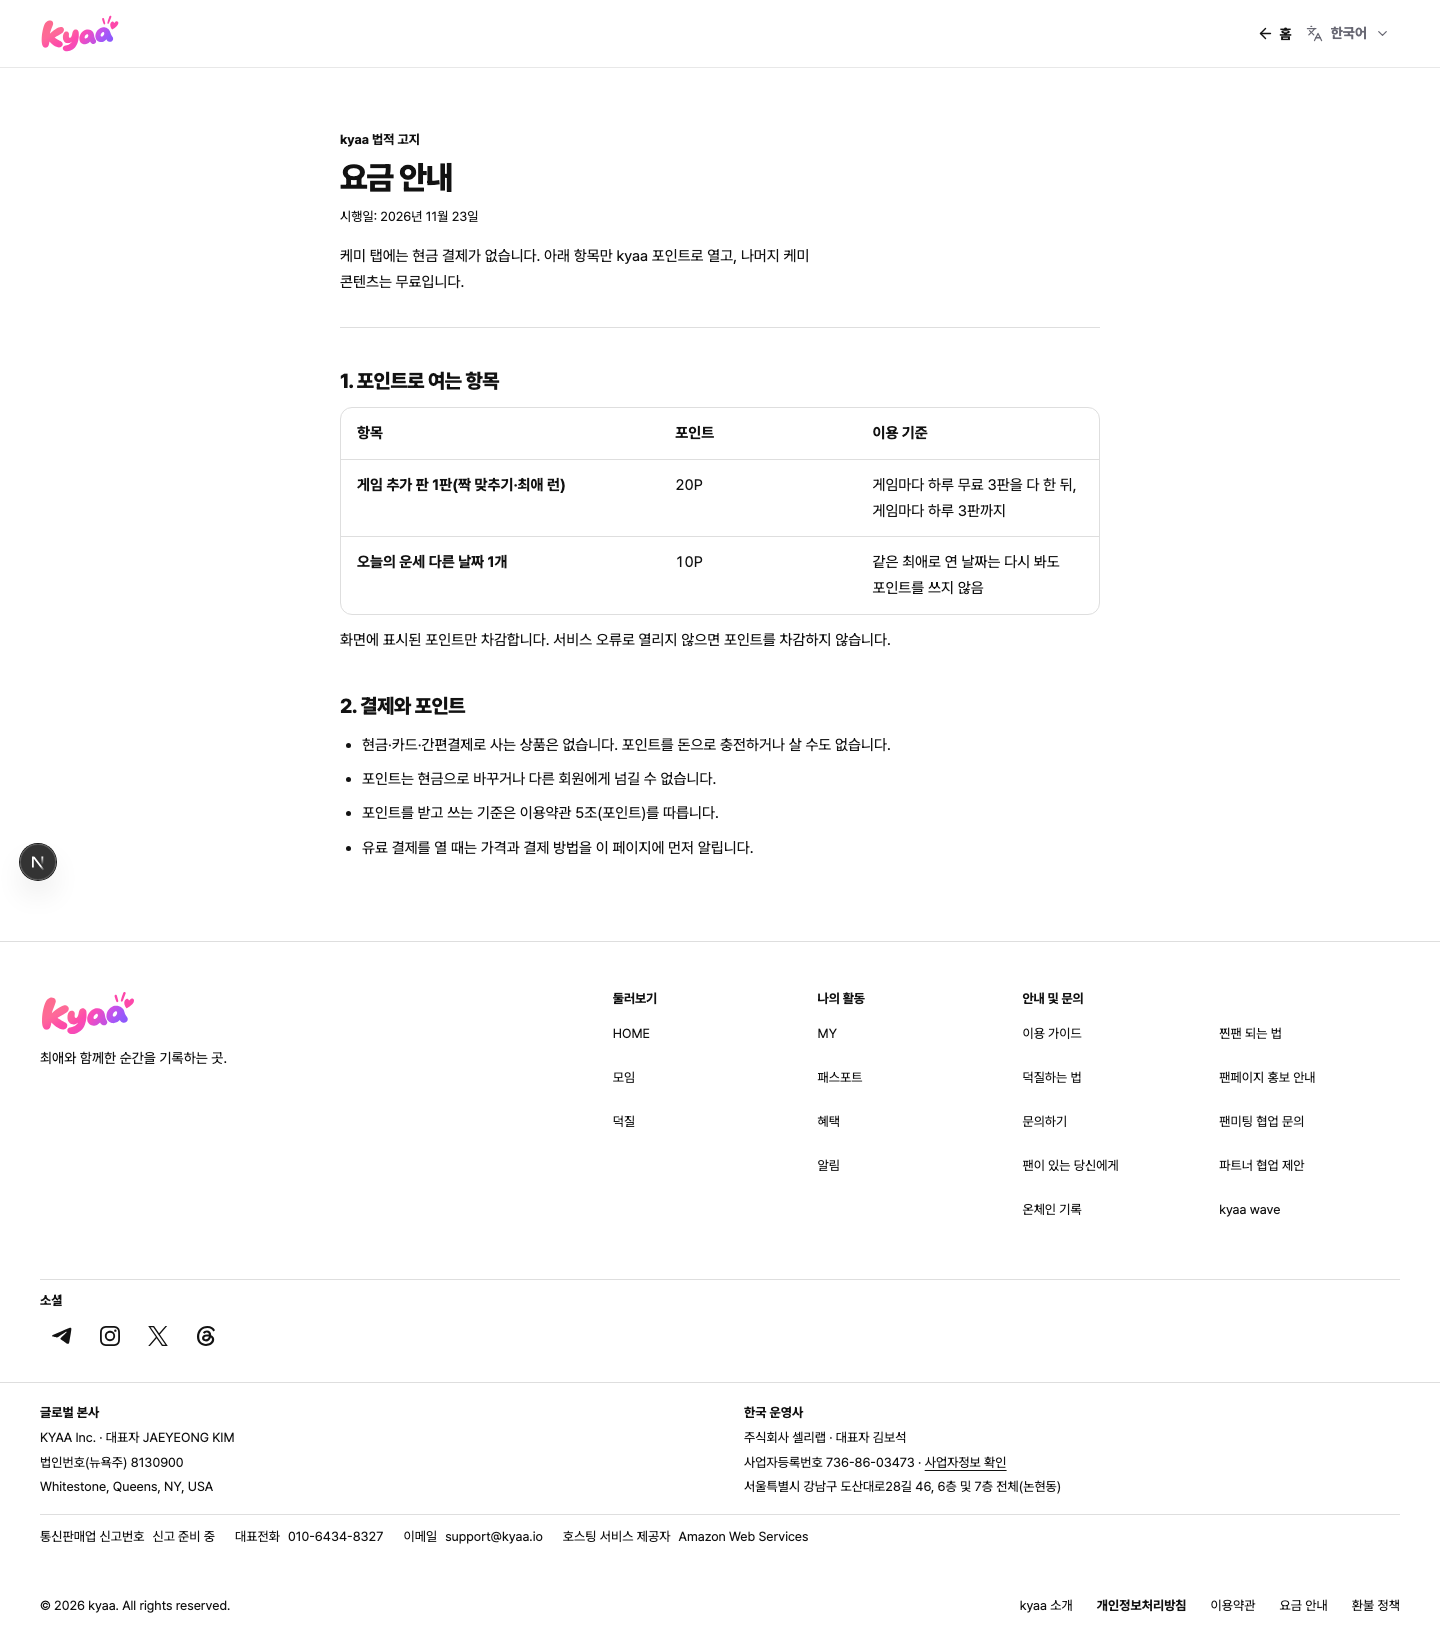 kyaa
홈
한국어
kyaa 법적 고지
요금 안내
시행일: 2026년 11월 23일
케미 탭에는 현금 결제가 없습니다. 아래 항목만 kyaa 포인트로 열고, 나머지 케미
콘텐츠는 무료입니다.
1. 포인트로 여는 항목
항목 포인트 이용 기준
게임 추가 판 1판(짝 맞추기·최애 런) 20P 게임마다 하루 무료 3판을 다 한 뒤,
게임마다 하루 3판까지
오늘의 운세 다른 날짜 1개 10P 같은 최애로 연 날짜는 다시 봐도
포인트를 쓰지 않음
화면에 표시된 포인트만 차감합니다. 서비스 오류로 열리지 않으면 포인트를 차감하지 않습니다.
2. 결제와 포인트
• 현금·카드·간편결제로 사는 상품은 없습니다. 포인트를 돈으로 충전하거나 살 수도 없습니다.
• 포인트는 현금으로 바꾸거나 다른 회원에게 넘길 수 없습니다.
• 포인트를 받고 쓰는 기준은 이용약관 5조(포인트)를 따릅니다.
• 유료 결제를 열 때는 가격과 결제 방법을 이 페이지에 먼저 알립니다.
N
kyaa
최애와 함께한 순간을 기록하는 곳.
둘러보기
HOME
모임
덕질
나의 활동
MY
패스포트
혜택
알림
안내 및 문의
이용 가이드 찐팬 되는 법
덕질하는 법 팬페이지 홍보 안내
문의하기 팬미팅 협업 문의
팬이 있는 당신에게 파트너 협업 제안
온체인 기록 kyaa wave
소셜
글로벌 본사
KYAA Inc. · 대표자 JAEYEONG KIM
법인번호(뉴욕주) 8130900
Whitestone, Queens, NY, USA
한국 운영사
주식회사 셀리랩 · 대표자 김보석
사업자등록번호 736-86-03473 · 사업자정보 확인
서울특별시 강남구 도산대로28길 46, 6층 및 7층 전체(논현동)
통신판매업 신고번호 신고 준비 중 대표전화 010-6434-8327 이메일 support@kyaa.io 호스팅 서비스 제공자 Amazon Web Services
© 2026 kyaa. All rights reserved.
kyaa 소개 개인정보처리방침 이용약관 요금 안내 환불 정책